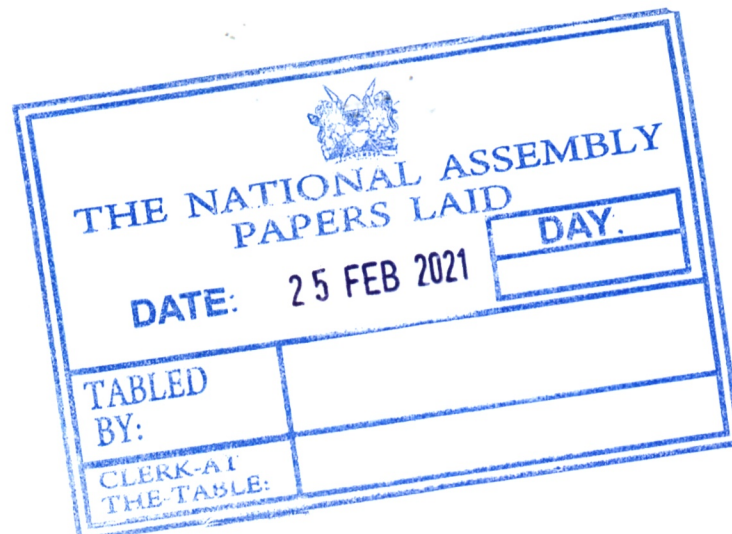 THE NATIONAL ASSEMBLY
PAPERS LAID
DATE: 25 FEB 2021
DAY.
TABLED
BY:
CLERK-AT
THE-TABLE: